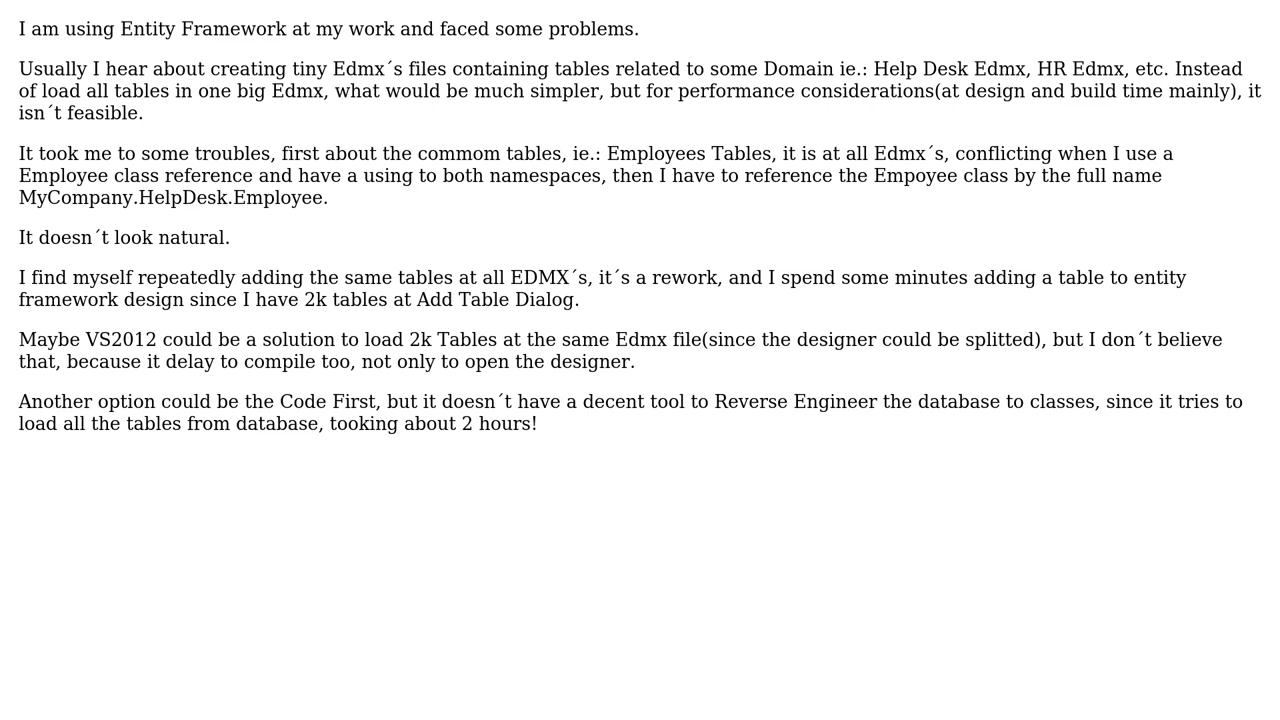 I am using Entity Framework at my work and faced some problems.
Usually I hear about creating tiny Edmx´s files containing tables related to some Domain ie.: Help Desk Edmx, HR Edmx, etc. Instead
of load all tables in one big Edmx, what would be much simpler, but for performance considerations(at design and build time mainly), it
isn´t feasible.
It took me to some troubles, first about the commom tables, ie.: Employees Tables, it is at all Edmx´s, conflicting when I use a
Employee class reference and have a using to both namespaces, then I have to reference the Empoyee class by the full name
MyCompany.HelpDesk.Employee.
It doesn´t look natural.
I find myself repeatedly adding the same tables at all EDMX´s, it´s a rework, and I spend some minutes adding a table to entity
framework design since I have 2k tables at Add Table Dialog.
Maybe VS2012 could be a solution to load 2k Tables at the same Edmx file(since the designer could be splitted), but I don´t believe
that, because it delay to compile too, not only to open the designer.
Another option could be the Code First, but it doesn´t have a decent tool to Reverse Engineer the database to classes, since it tries to
load all the tables from database, tooking about 2 hours!